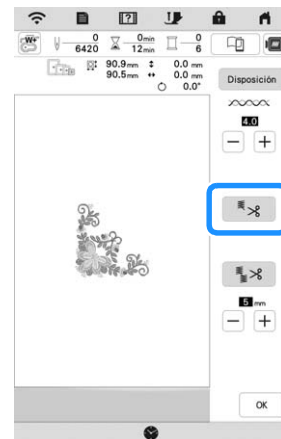 ?
W+ 0 0min 0
6420 12min 6
90.9mm 0.0 mm
90.5mm 0.0 mm
0.0°
Disposición
4.0
− +
5 mm
− +
OK